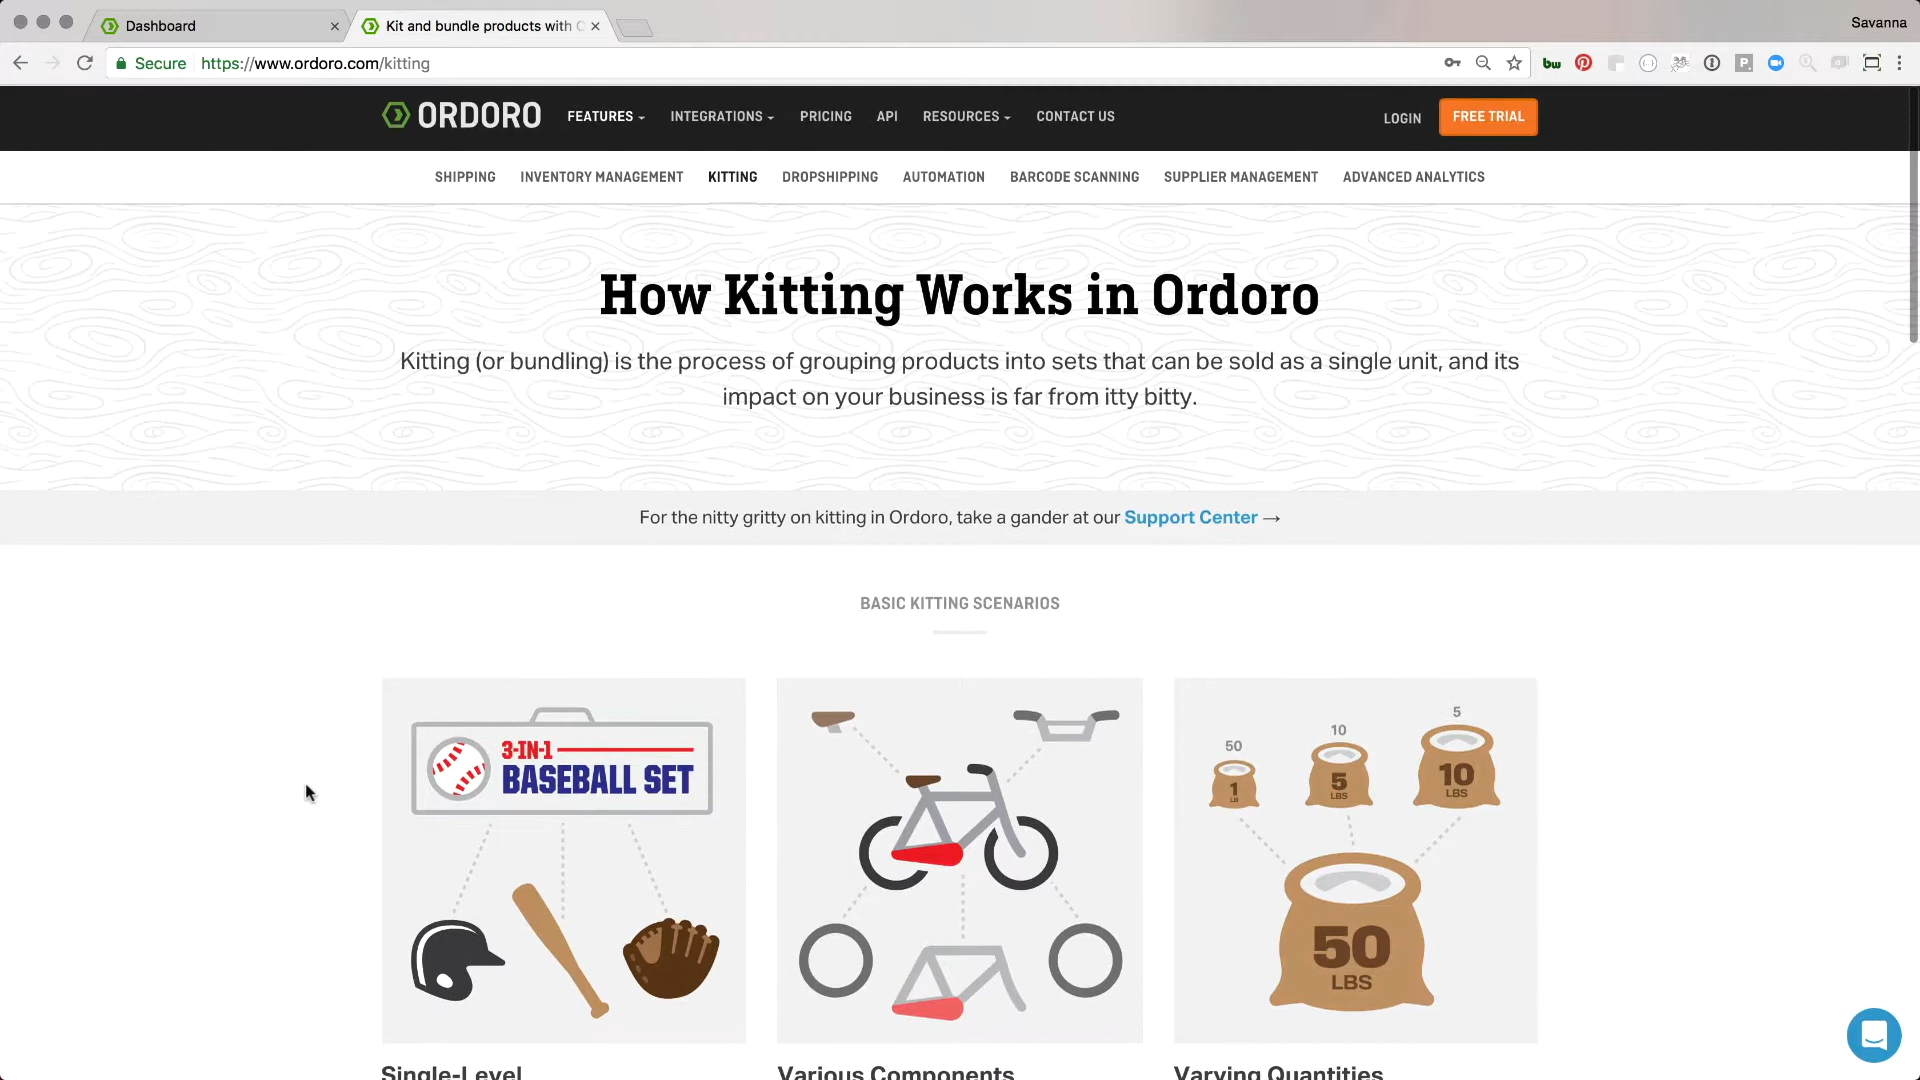 Dashboard
Kit and bundle products with
Savanna
Secure https://www.ordoro.com/kitting
ORDORO FEATURES INTEGRATIONS PRICING API RESOURCES CONTACT US LOGIN FREE TRIAL
SHIPPING INVENTORY MANAGEMENT KITTING DROPSHIPPING AUTOMATION BARCODE SCANNING SUPPLIER MANAGEMENT ADVANCED ANALYTICS
How Kitting Works in Ordoro
Kitting (or bundling) is the process of grouping products into sets that can be sold as a single unit, and its
impact on your business is far from itty bitty.
For the nitty gritty on kitting in Ordoro, take a gander at our Support Center →
BASIC KITTING SCENARIOS
3-IN-1
BASEBALL SET
50
10
5
1
LB
5
LBS
10
LBS
50
LBS
Single-Level
Various Components
Varying Quantities